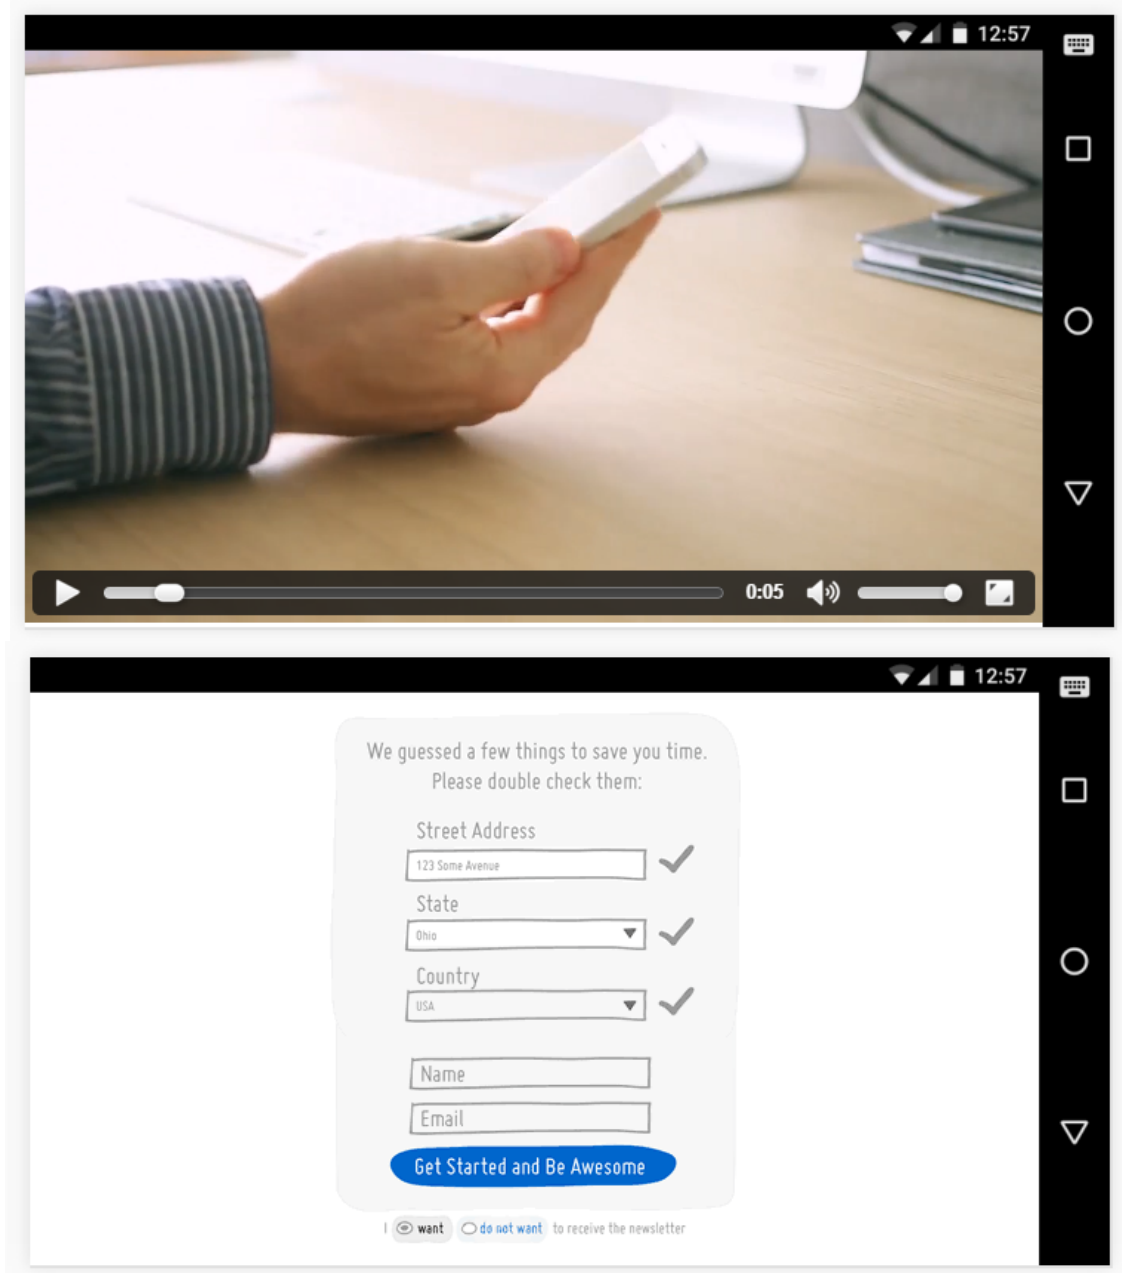 12:57
0:05
12:57
We guessed a few things to save you time.
Please double check them:
Street Address
123 Some Avenue
State
Ohio
Country
USA
Name
Email
Get Started and Be Awesome
I want do not want to receive the newsletter